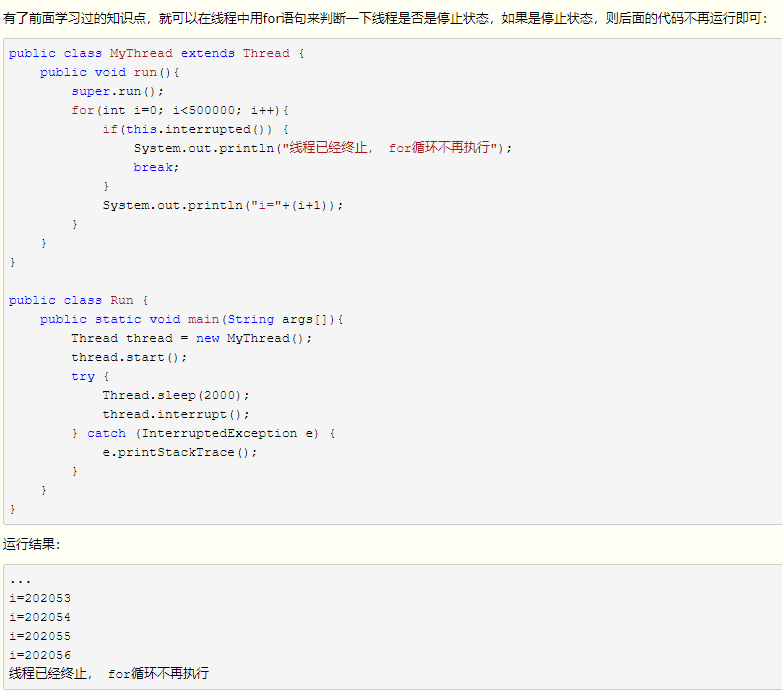 有了前面学习过的知识点，就可以在线程中用for语句来判断一下线程是否是停止状态，如果是停止状态，则后面的代码不再运行即可：
public class MyThread extends Thread {
    public void run(){
        super.run();
        for(int i=0; i<500000; i++){
            if(this.interrupted()) {
                System.out.println("线程已经终止， for循环不再执行");
                break;
            }
            System.out.println("i="+(i+1));
        }
    }
}

public class Run {
    public static void main(String args[]){
        Thread thread = new MyThread();
        thread.start();
        try {
            Thread.sleep(2000);
            thread.interrupt();
        } catch (InterruptedException e) {
            e.printStackTrace();
        }
    }
}
运行结果：
...
i=202053
i=202054
i=202055
i=202056
线程已经终止， for循环不再执行